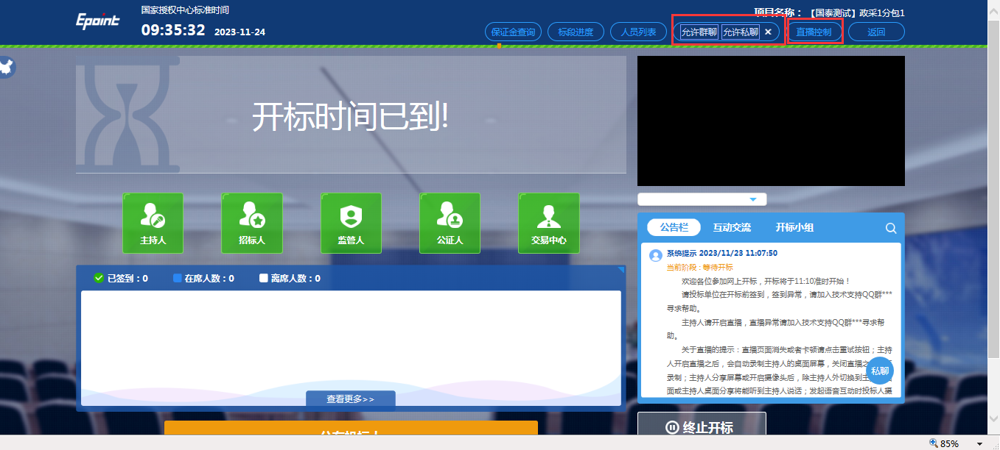 Epoint
国家授权中心标准时间
09:35:32 2023-11-24
项目名称：【国泰测试】政采1分包1
保证金查询 标段进度 人员列表 允许群聊 允许私聊 × 直播控制 返回
开标时间已到!
主持人 招标人 监管人 公证人 交易中心
已签到：0 在席人数：0 离席人数：0
查看更多>>
公告栏 互动交流 开标小组
系统提示 2023/11/23 11:07:50
当前阶段：等待开标
欢迎各位参加网上开标，开标将于11:10准时开始！
请投标单位在开标前签到，签到异常，请加入技术支持QQ群***
寻求帮助。
主持人请开启直播，直播异常请加入技术支持QQ群***寻求帮
助。
关于直播的提示：直播页面消失或者卡顿请点击重试按钮；主持
人开启直播之后，会自动录制主持人的桌面屏幕，关闭直播之
录制；主持人分享屏幕或开启摄像头后，除主持人外切换到主
面或主持人桌面分享将能听到主持人说话；发起语音互动时投标人摄
私聊
公布投标人
终止开标
85%